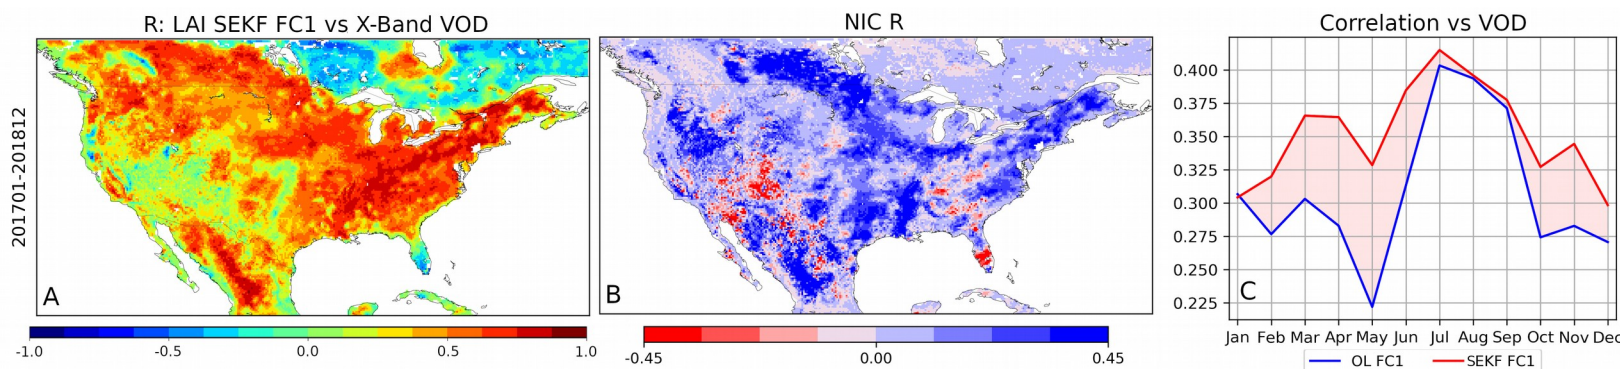 R: LAI SEKF FC1 vs X-Band VOD
NIC R
Correlation vs VOD
201701-201812
A
B
C
0.400
0.375
0.350
0.325
0.300
0.275
0.250
0.225
Jan Feb Mar Apr May Jun Jul Aug Sep Oct Nov Dec
-1.0 -0.5 0.0 0.5 1.0
-0.45 0.00 0.45
OL FC1 SEKF FC1